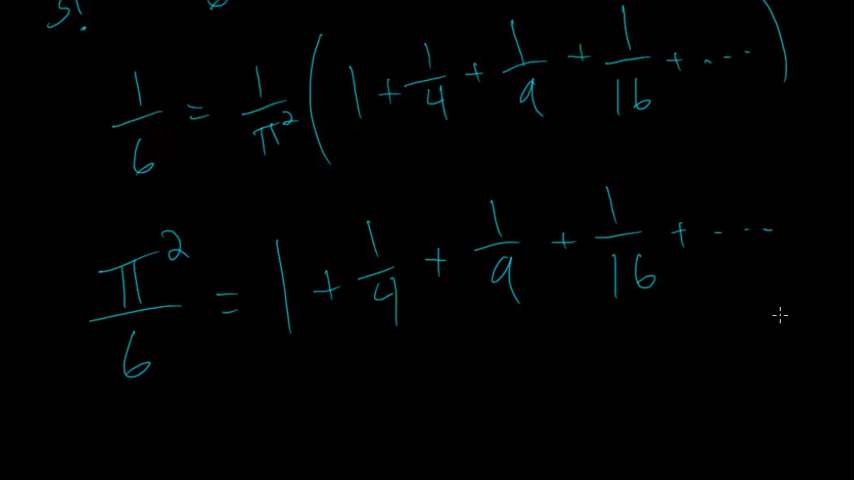 3!
1/6 = 1/π² (1 + 1/4 + 1/9 + 1/16 + ...)
π²/6 = 1 + 1/4 + 1/9 + 1/16 + ...